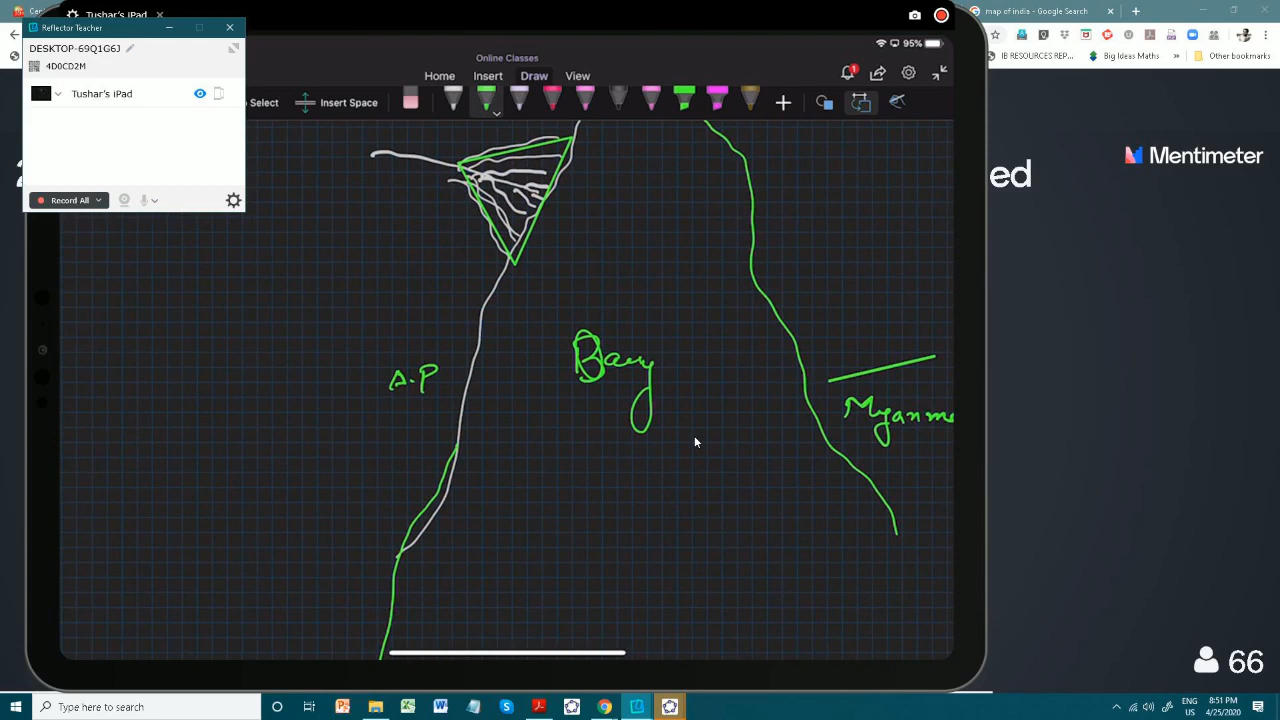 Tushar's iPad
map of india - Google Search
Reflector Teacher
DESKTOP-69Q1G6J
4D0CD2M
Tushar's iPad
Record All
95%
Online Classes
Home Insert Draw View
Select Insert Space
1
IB RESOURCES REP... Big Ideas Maths Other bookmarks
Mentimeter
ed
A.P
Bay
Myanma
66
Type here to search
ENG
US
8:51 PM
4/25/2020